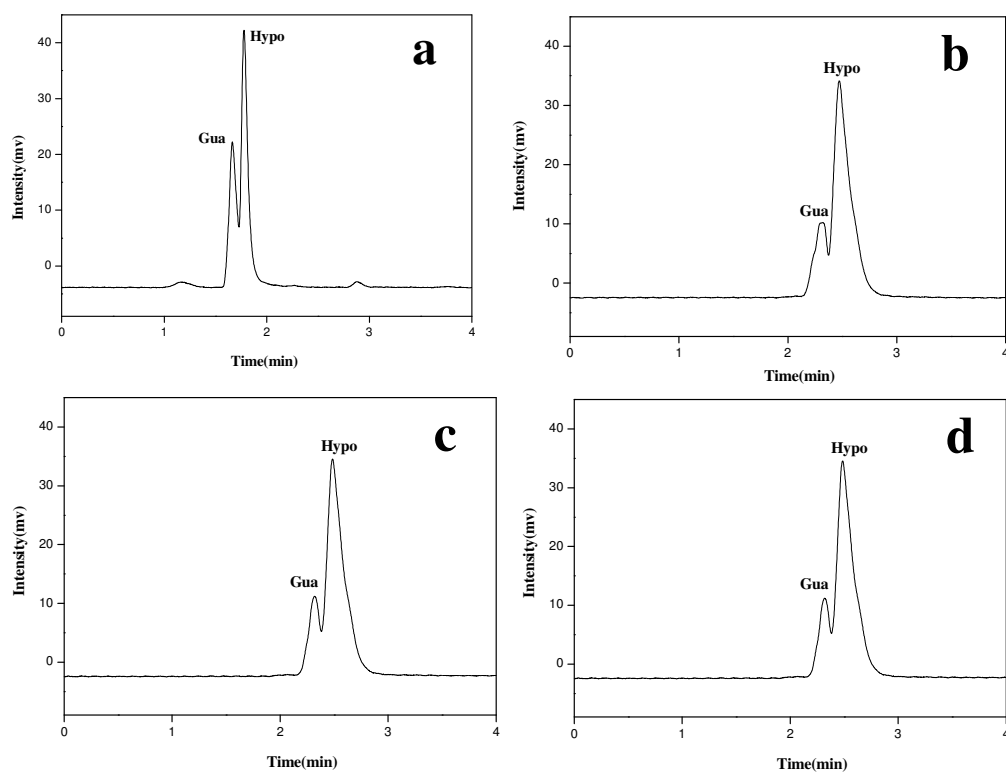 a
Hypo
Gua
Intensity(mv)
40
30
20
10
0
0 1 2 3 4
Time(min)
b
Hypo
Gua
Intensity(mv)
40
30
20
10
0
0 1 2 3 4
Time(min)
c
Hypo
Gua
Intensity(mv)
40
30
20
10
0
0 1 2 3 4
Time(min)
d
Hypo
Gua
Intensity(mv)
40
30
20
10
0
0 1 2 3 4
Time(min)